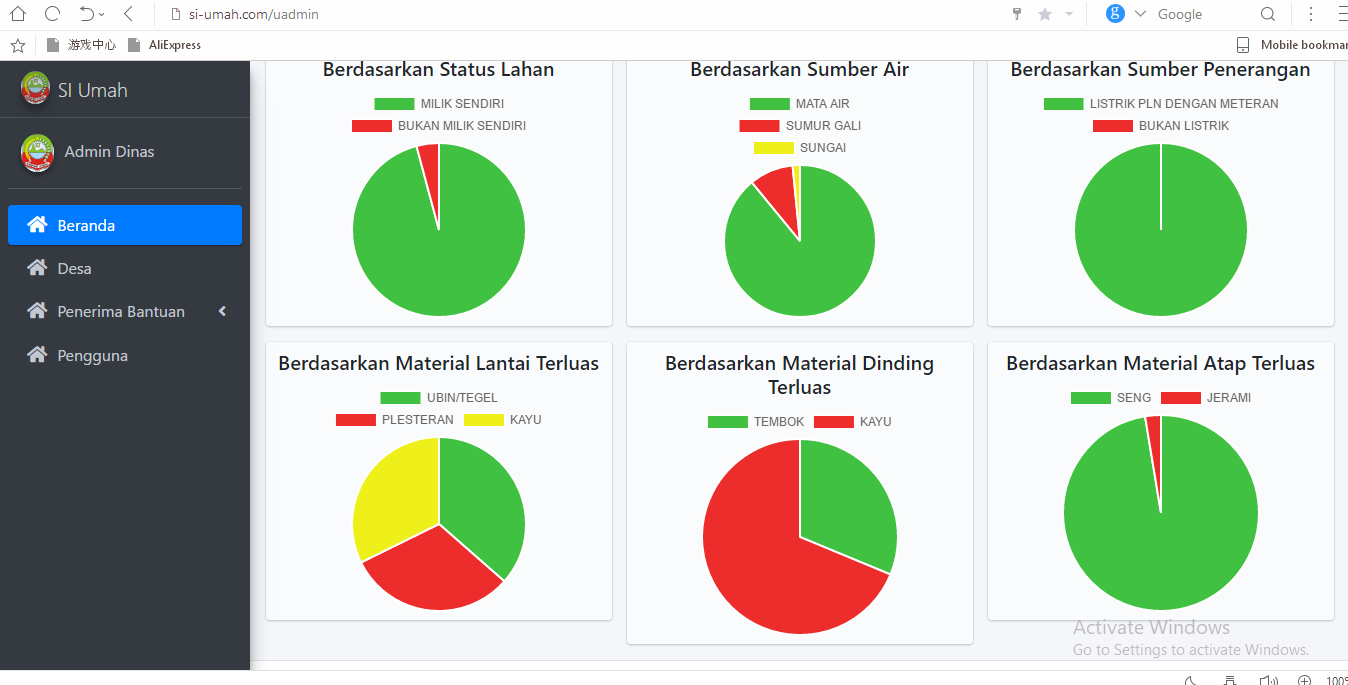 si-umah.com/uadmin
g
Google
游戏中心
AliExpress
Mobile bookmar
SI Umah
Admin Dinas
Beranda
Desa
Penerima Bantuan
Pengguna
Berdasarkan Status Lahan
MILIK SENDIRI
BUKAN MILIK SENDIRI
Berdasarkan Sumber Air
MATA AIR
SUMUR GALI
SUNGAI
Berdasarkan Sumber Penerangan
LISTRIK PLN DENGAN METERAN
BUKAN LISTRIK
Berdasarkan Material Lantai Terluas
UBIN/TEGEL
PLESTERAN KAYU
Berdasarkan Material Dinding
Terluas
TEMBOK KAYU
Berdasarkan Material Atap Terluas
SENG JERAMI
Activate Windows
Go to Settings to activate Windows.
100%